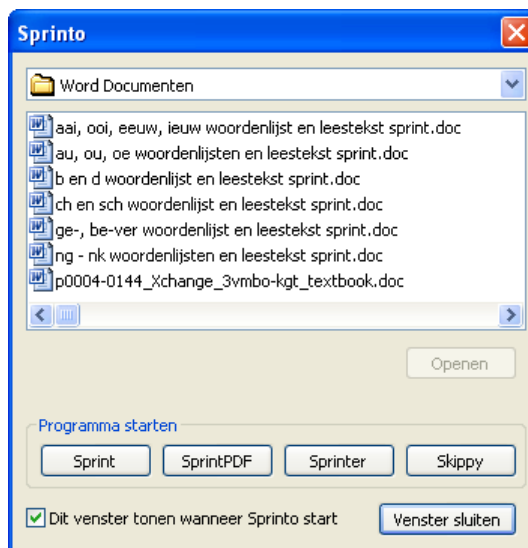 Sprinto
Word Documenten
aai, ooi, eeuw, ieuw woordenlijst en leestekst sprint.doc
au, ou, oe woordenlijsten en leestekst sprint.doc
b en d woordenlijst en leestekst sprint.doc
ch en sch woordenlijst en leestekst sprint.doc
ge-, be-ver woordenlijst en leestekst sprint.doc
ng - nk woordenlijsten en leestekst sprint.doc
p0004-0144_Xchange_3vmbo-kgt_textbook.doc
Openen
Programma starten
Sprint SprintPDF Sprinter Skippy
Dit venster tonen wanneer Sprinto start Venster sluiten